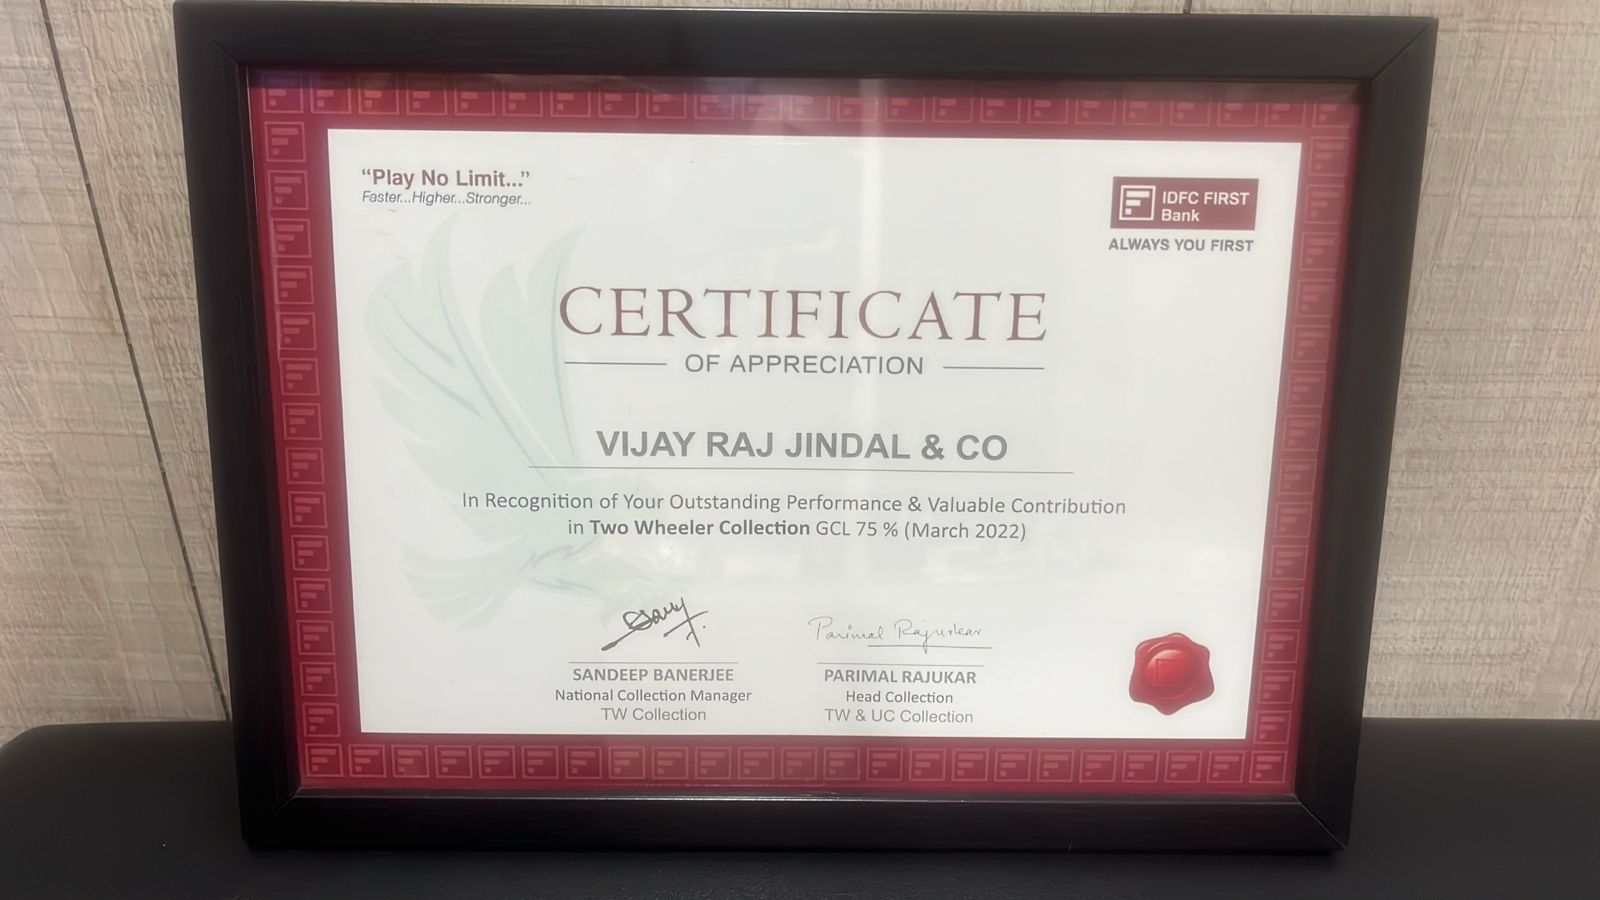 “Play No Limit...”
Faster...Higher...Stronger...
IDFC FIRST
Bank
ALWAYS YOU FIRST
CERTIFICATE
OF APPRECIATION
VIJAY RAJ JINDAL & CO
In Recognition of Your Outstanding Performance & Valuable Contribution
in Two Wheeler Collection GCL 75 % (March 2022)
Parimal Rajurkar
SANDEEP BANERJEE
National Collection Manager
TW Collection
PARIMAL RAJUKAR
Head Collection
TW & UC Collection